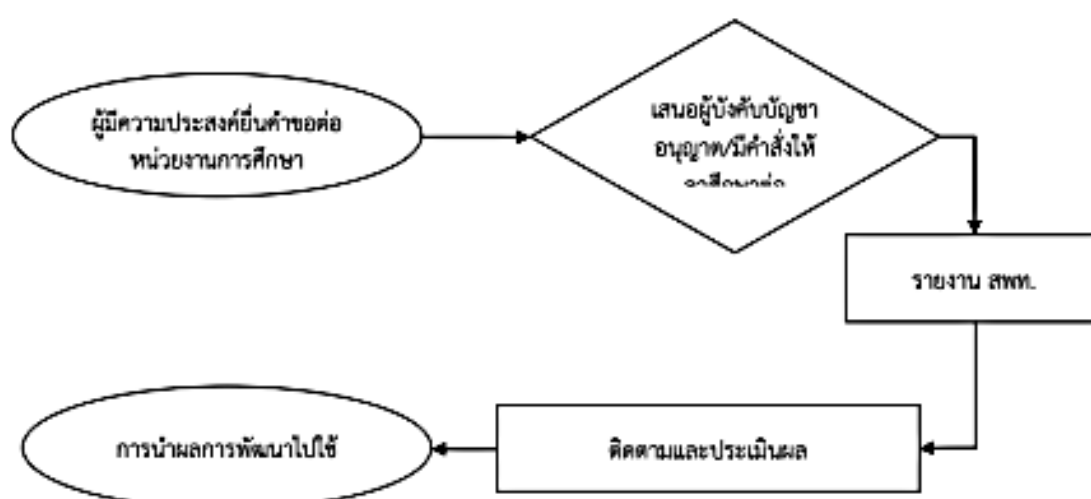 ผู้มีความประสงค์ยื่นคำขอต่อ
หน่วยงานการศึกษา
เสนอผู้บังคับบัญชา
อนุญาต/มีคำสั่งให้
รายงาน สพท.
ติดตามและประเมินผล
การนำผลการพัฒนาไปใช้